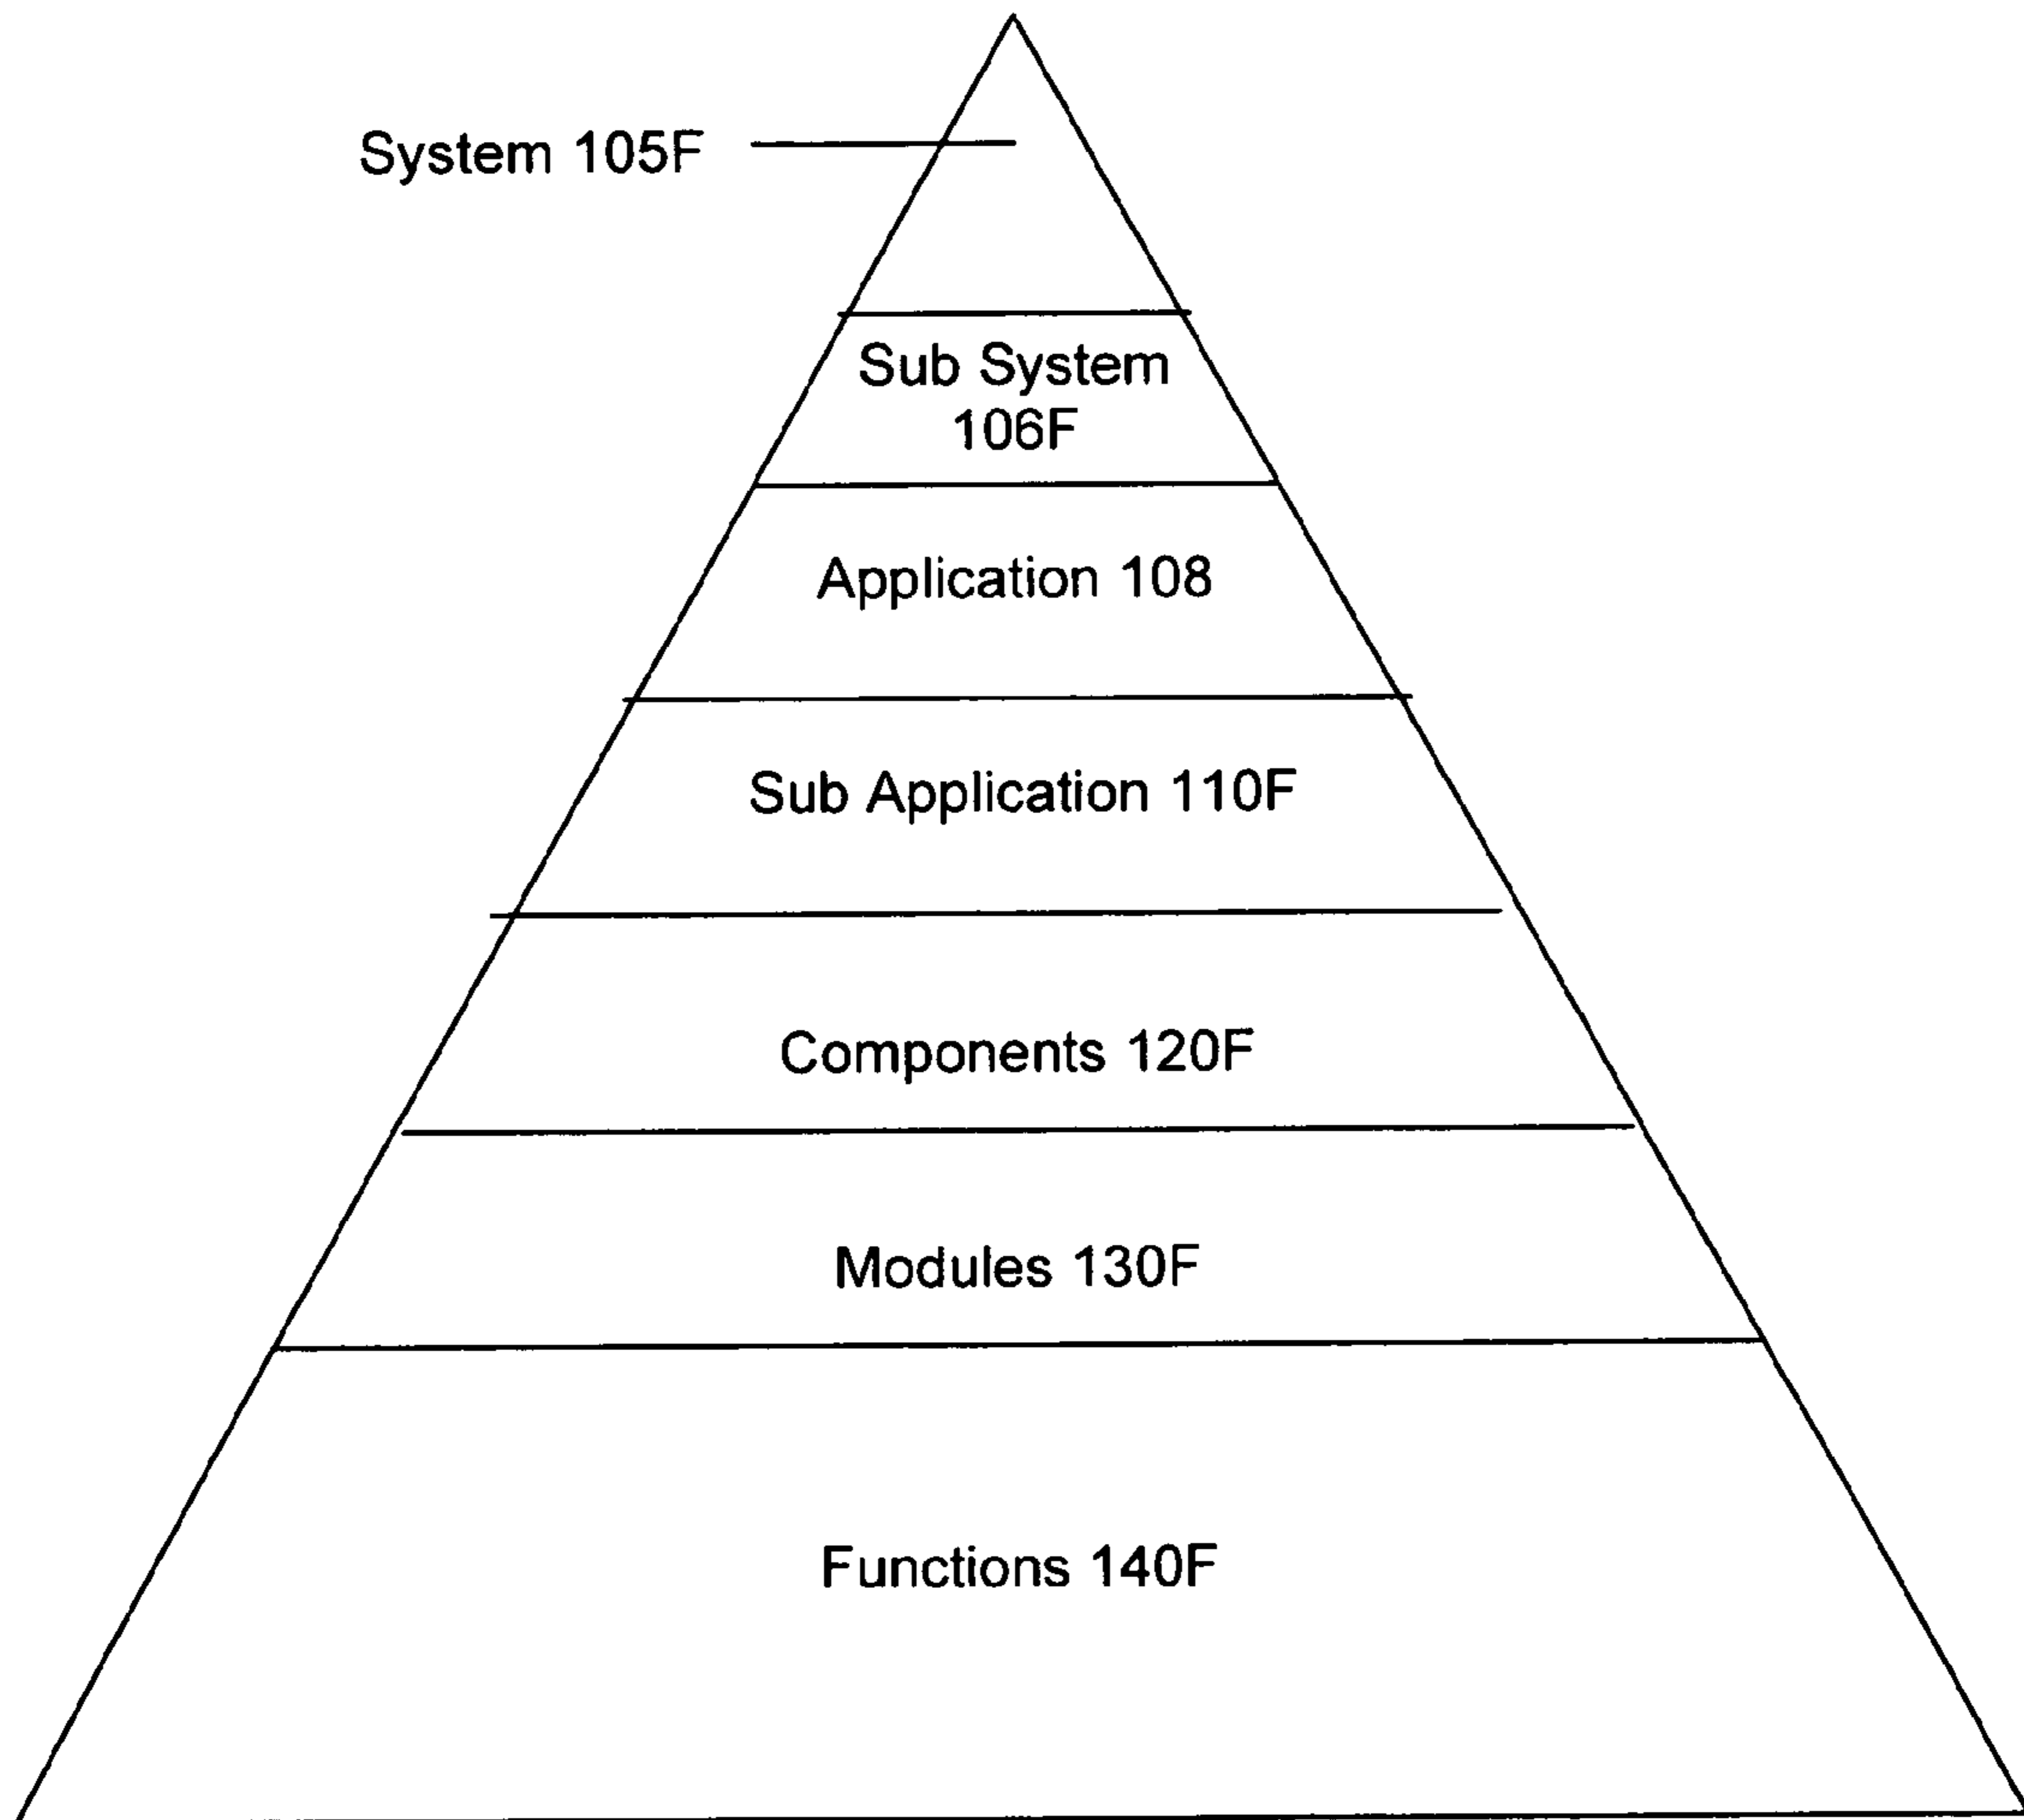 System 105F
Sub System
106F
Application 108
Sub Application 110F
Components 120F
Modules 130F
Functions 140F